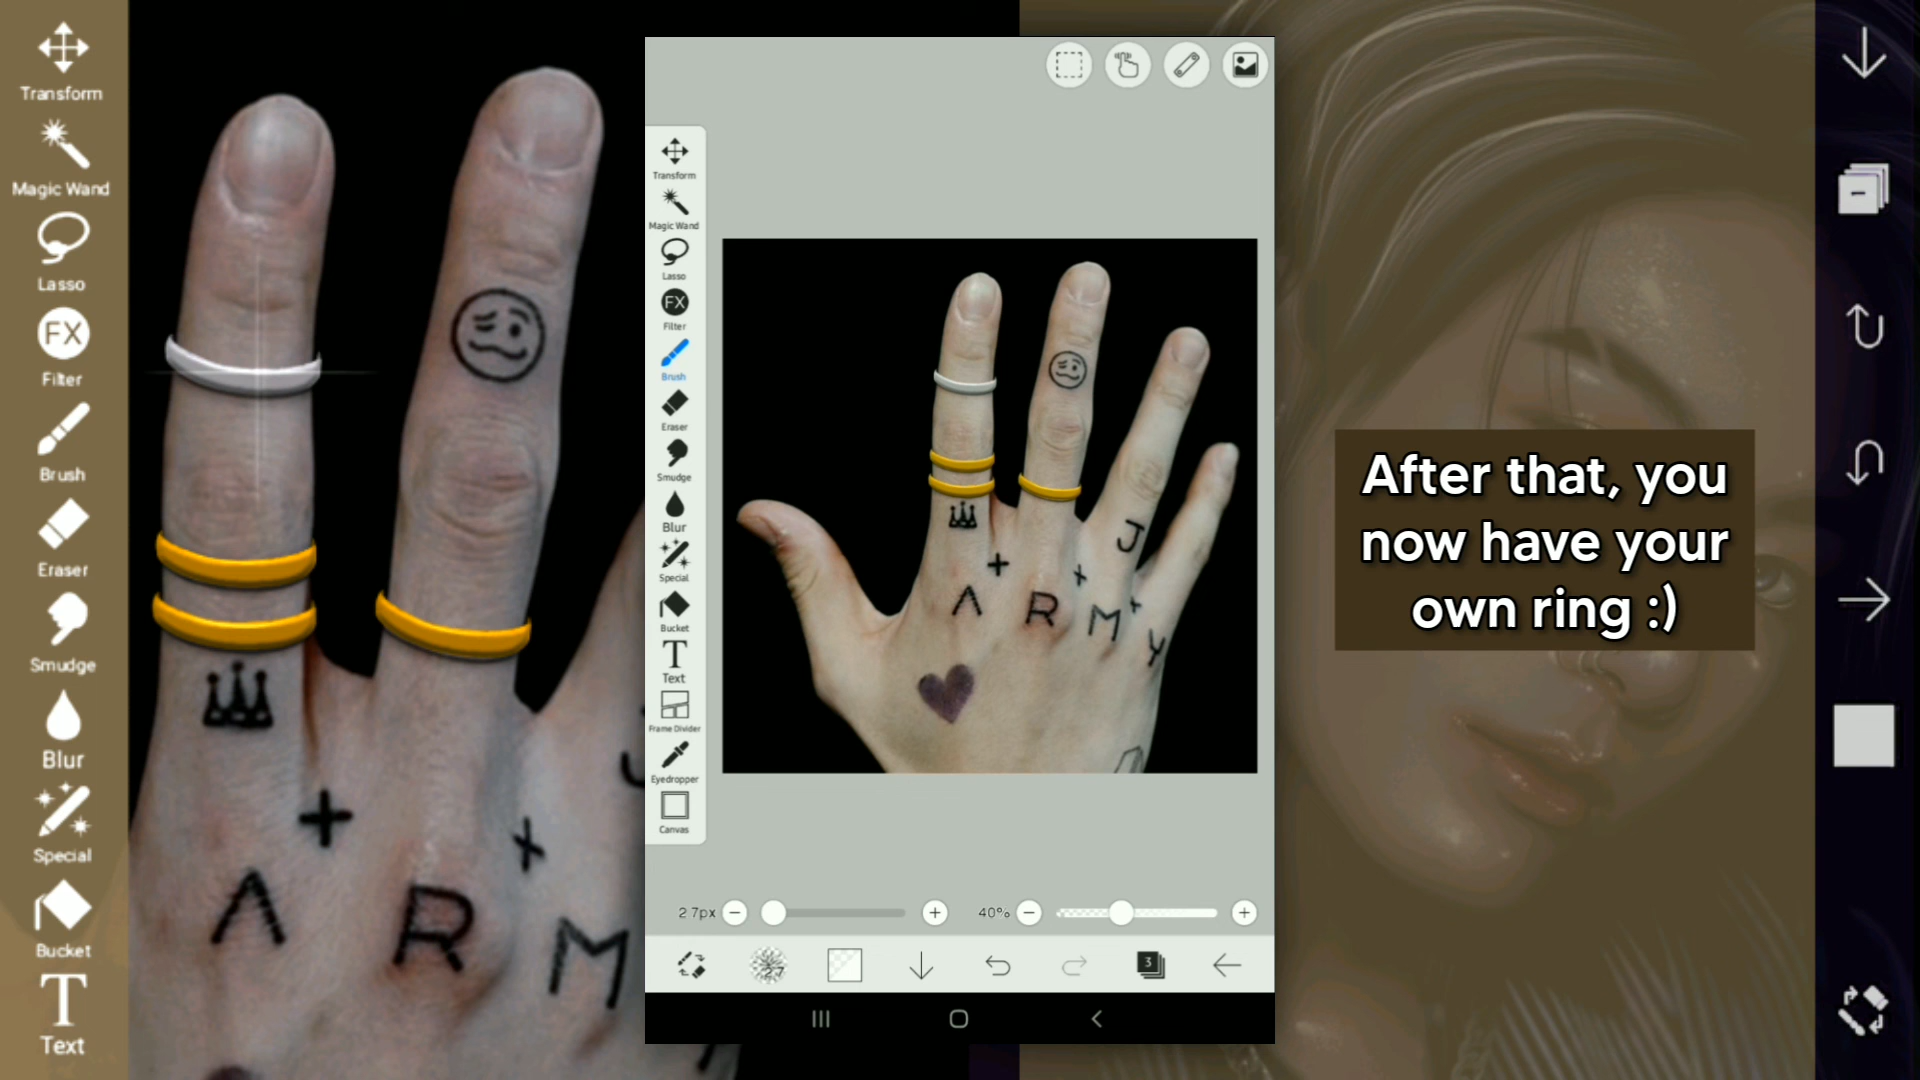 Transform
Magic Wand
Lasso
FX
Filter
Brush
Eraser
Smudge
Blur
Special
Bucket
T
Text
Transform
Magic Wand
Lasso
FX
Filter
Brush
Eraser
Smudge
Blur
Special
Bucket
T
Text
Frame Divider
Eyedropper
Canvas
J
A R M Y
A R M
2 7px
40%
27
3
After that, you
now have your
own ring :)